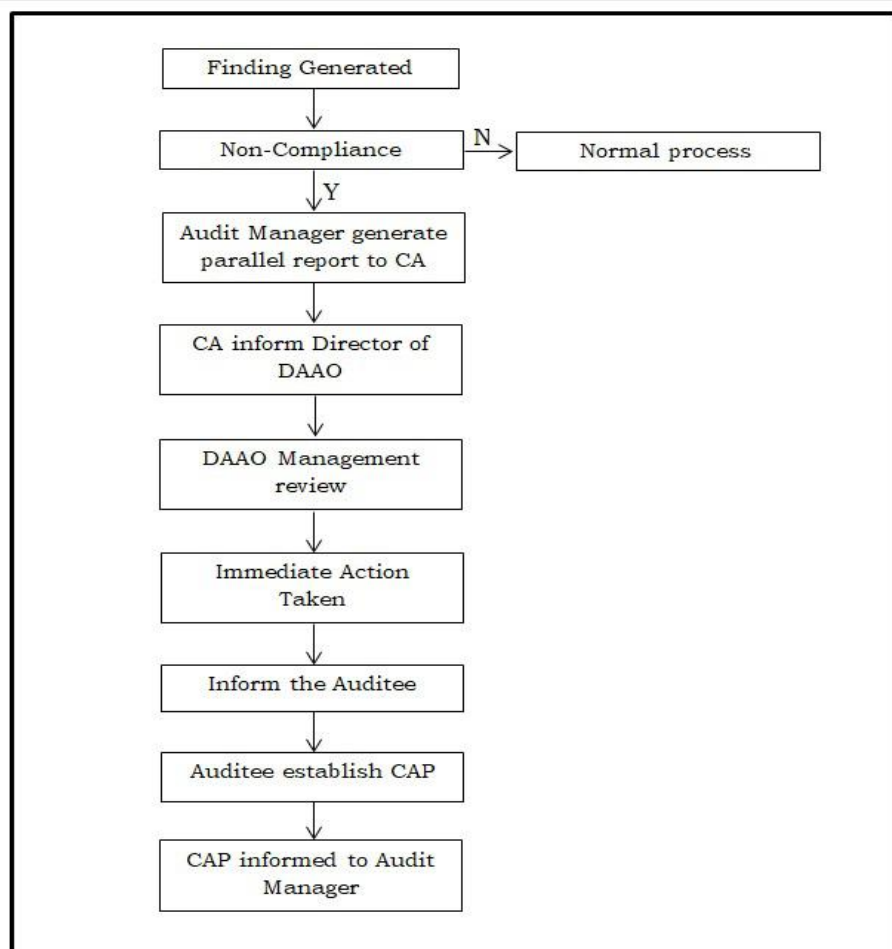 Finding Generated
Non-Compliance
N
Normal process
Y
Audit Manager generate
parallel report to CA
CA inform Director of
DAAO
DAAO Management
review
Immediate Action
Taken
Inform the Auditee
Auditee establish CAP
CAP informed to Audit
Manager